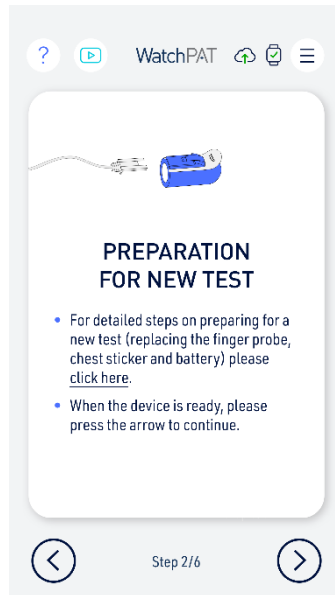 ?
WatchPAT
PREPARATION
FOR NEW TEST
• For detailed steps on preparing for a
new test (replacing the finger probe,
chest sticker and battery) please
click here.
• When the device is ready, please
press the arrow to continue.
Step 2/6